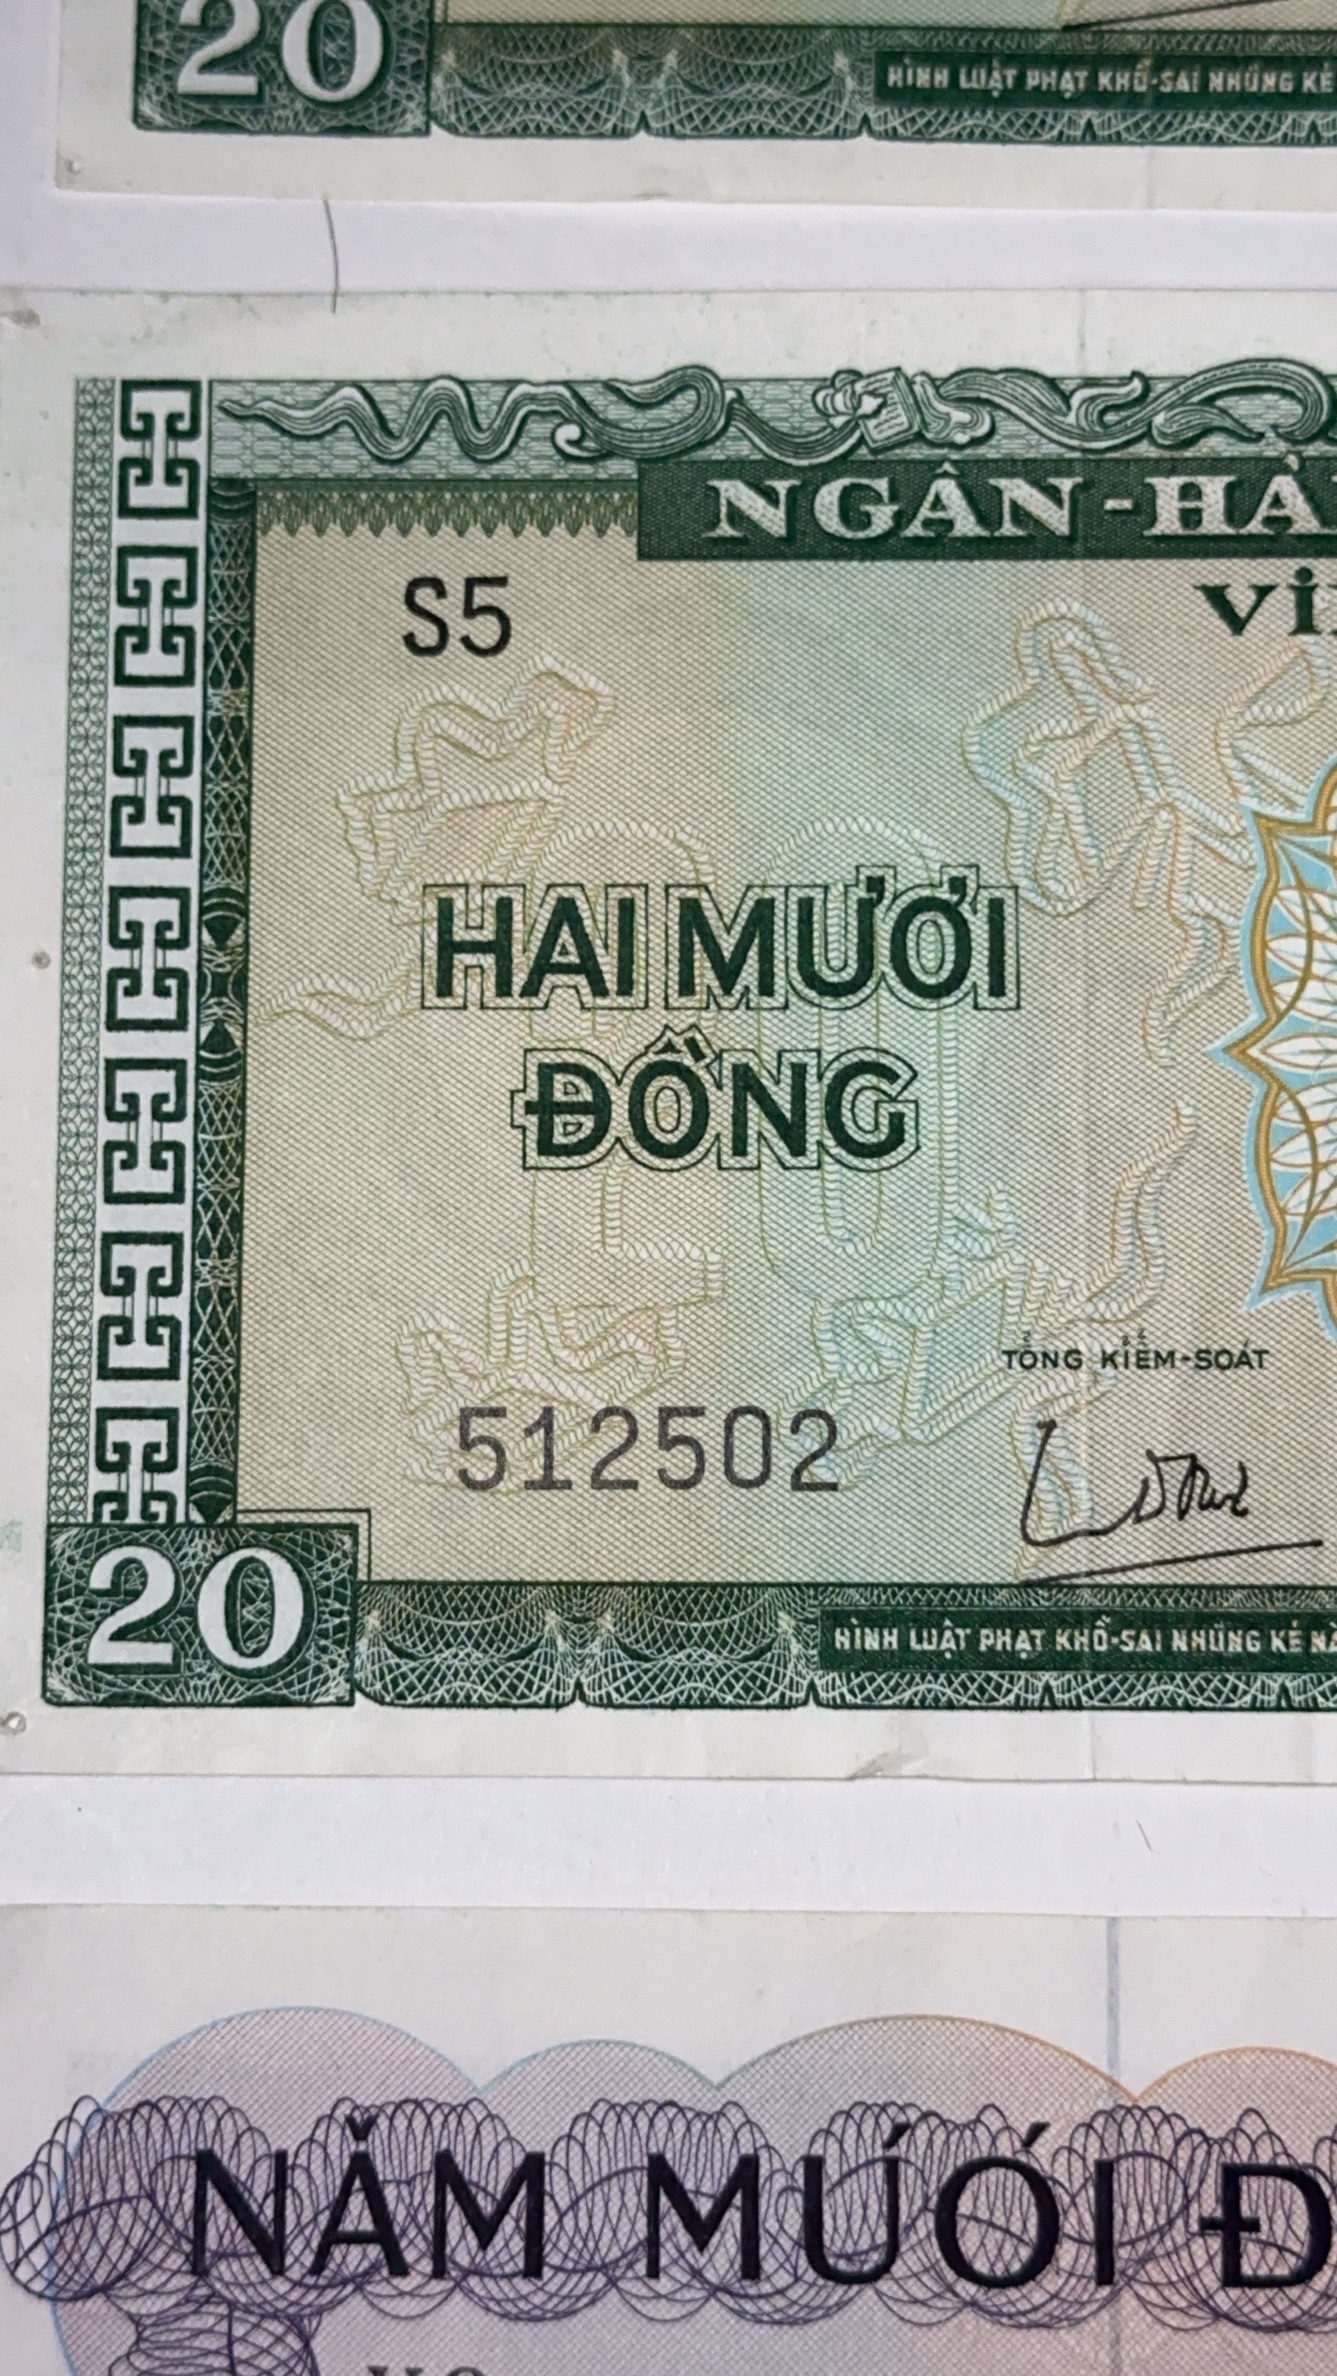 20
HÌNH LUẬT PHẠT KHỔ-SAI NHỮNG KẺ
NGÂN-HÀ
S5
HAI MƯƠI
ĐỒNG
TỔNG KIỂM-SOÁT
512502
20
HÌNH LUẬT PHẠT KHỔ-SAI NHỮNG KẺ
NĂM MƯƠI Đ